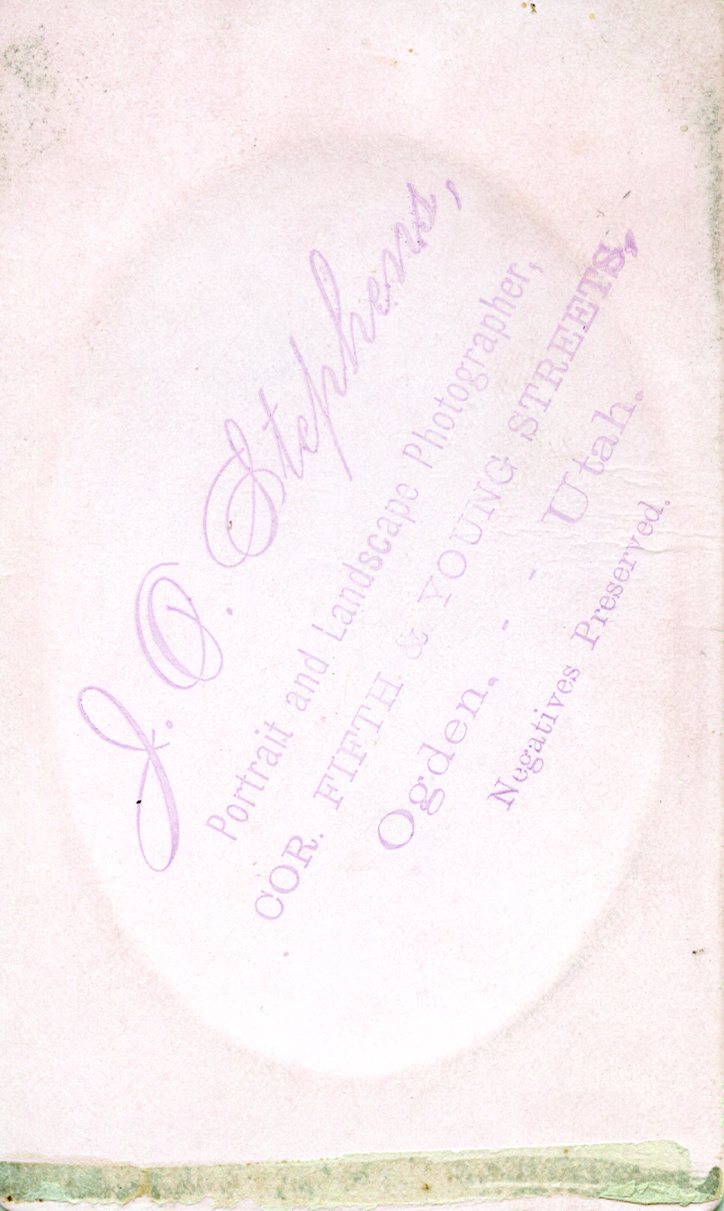 J. O. Stephens,
Portrait and Landscape Photographer,
COR. FIFTH & YOUNG STREETS,
Ogden. - - Utah.
Negatives Preserved.